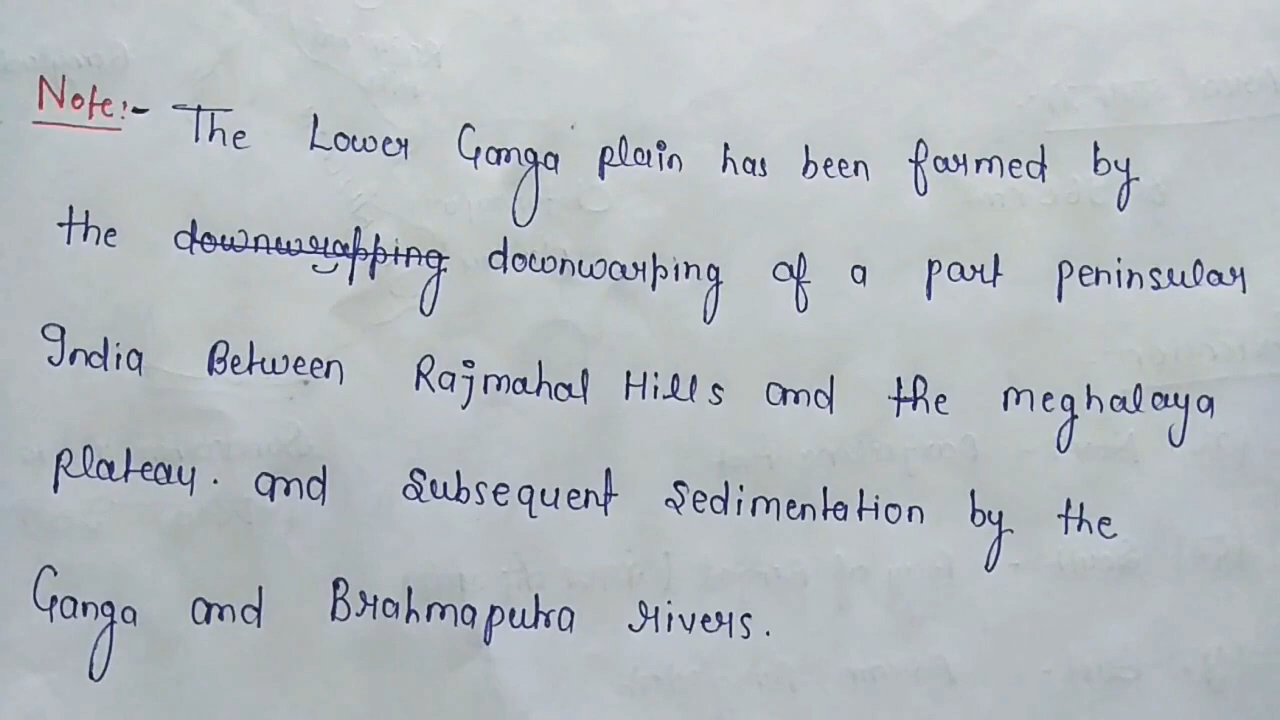 Note:- The Lower Ganga plain has been farmed by
the downwrapping downwarping of a part peninsular
India Between Rajmahal Hills and the meghalaya
plateau. and subsequent sedimentation by the
Ganga and Brahmaputra rivers.